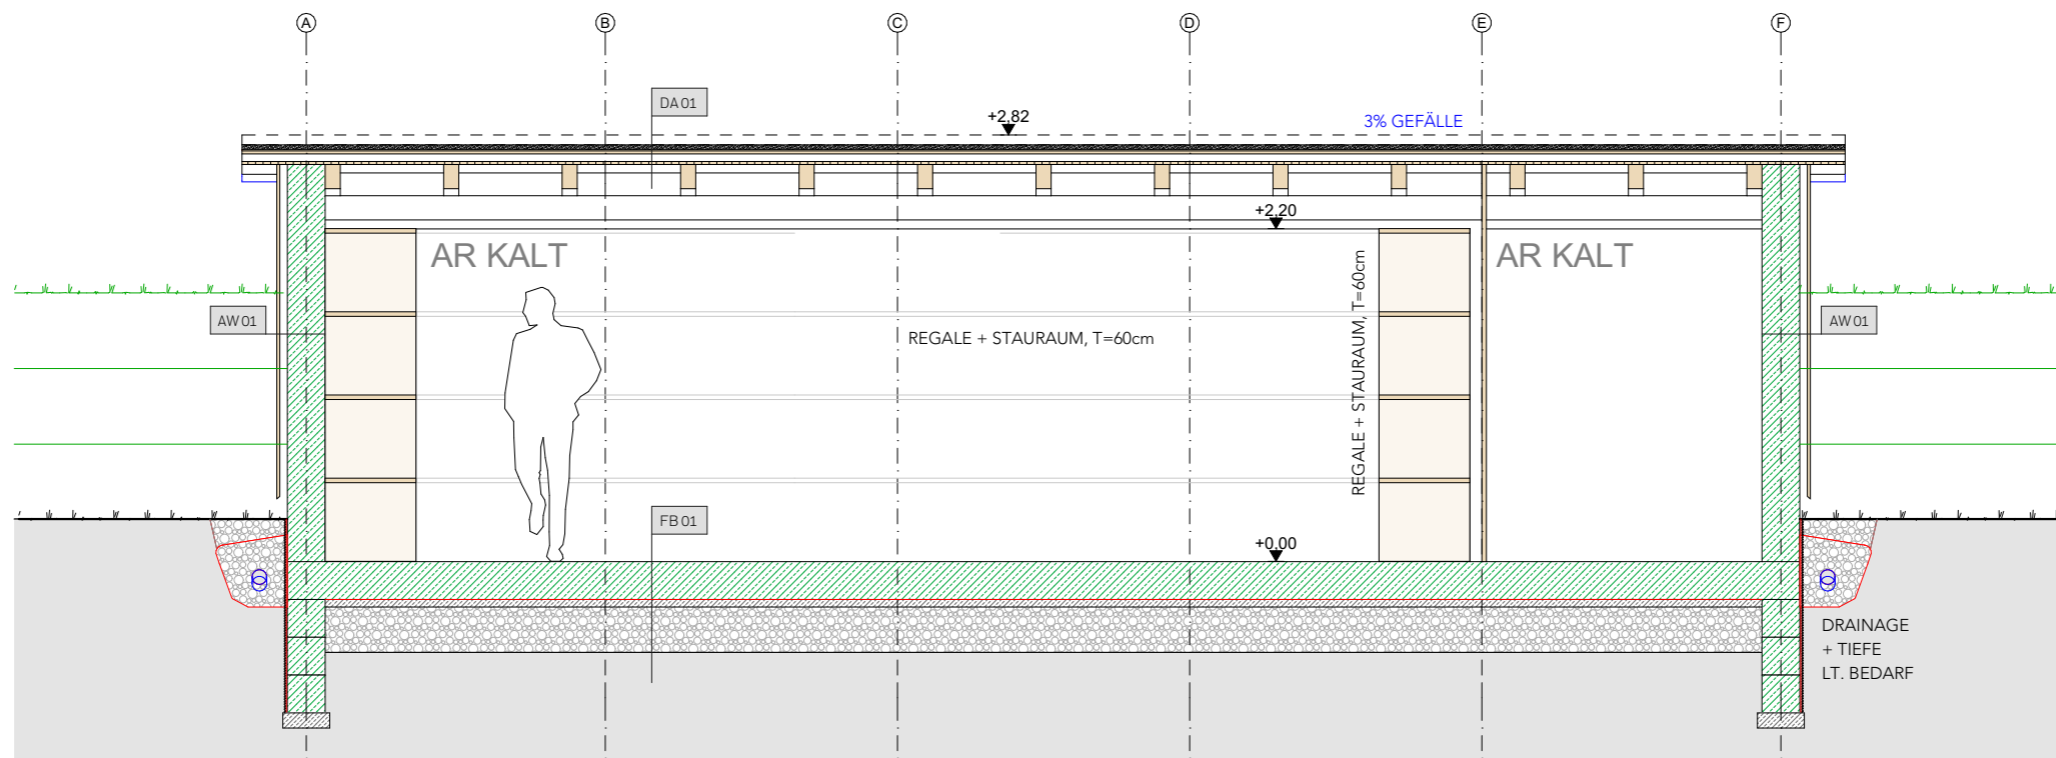 A B C D E F
DA 01
+2,82
3% GEFÄLLE
+2,20
AR KALT
AR KALT
AW 01
REGALE + STAURAUM, T=60cm
REGALE + STAURAUM, T=60cm
AW 01
FB 01
+0,00
DRAINAGE
+ TIEFE
LT. BEDARF